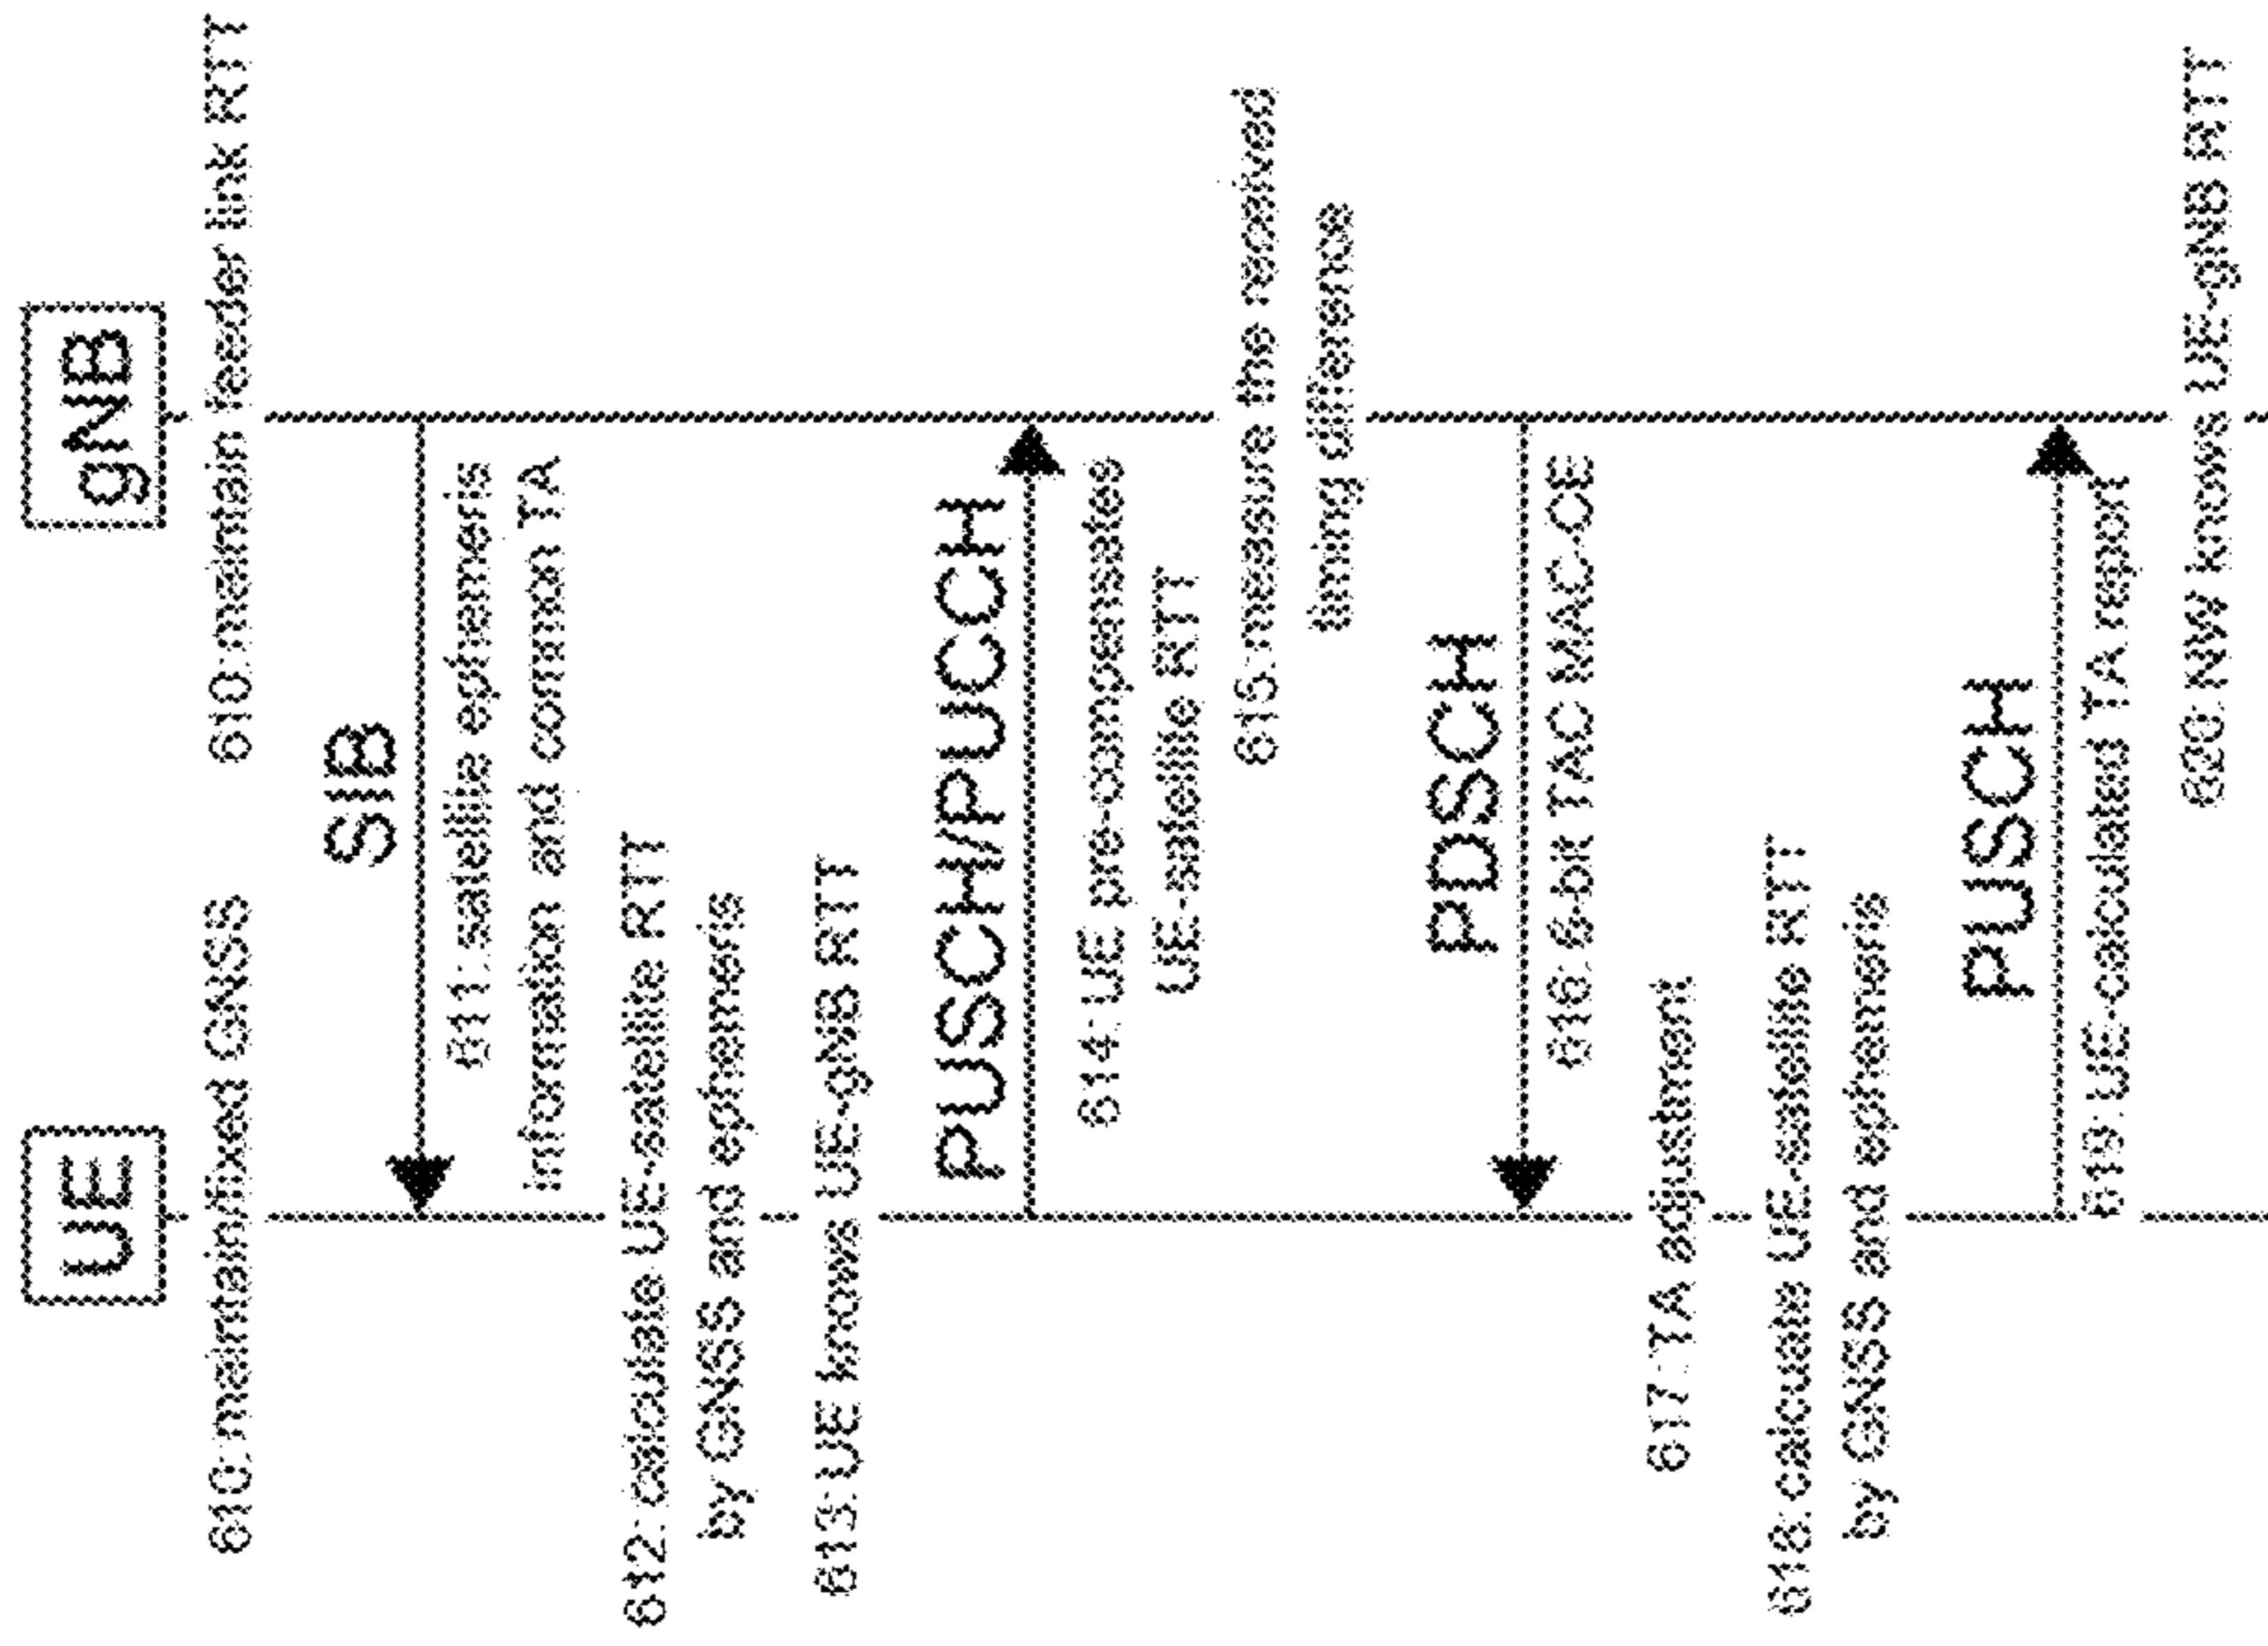 UE
gNB
610: maintain/fixed GNSS
610: maintain feeder link RTT
SIB
611: satellite ephemeris
information and common TA
612: calculate UE-satellite RTT
by GNSS and ephemeris
613: UE knows UE-gNB RTT
PUSCH/PUCCH
614: UE pre-compensates
UE-satellite RTT
615: measure the received
timing difference
PDSCH
616: 6-bit TAC MAC-CE
617: TA adjustment
618: calculate UE-satellite RTT
by GNSS and ephemeris
PUSCH
619: UE-calculated TA report
620: NW knows UE-gNB RTT